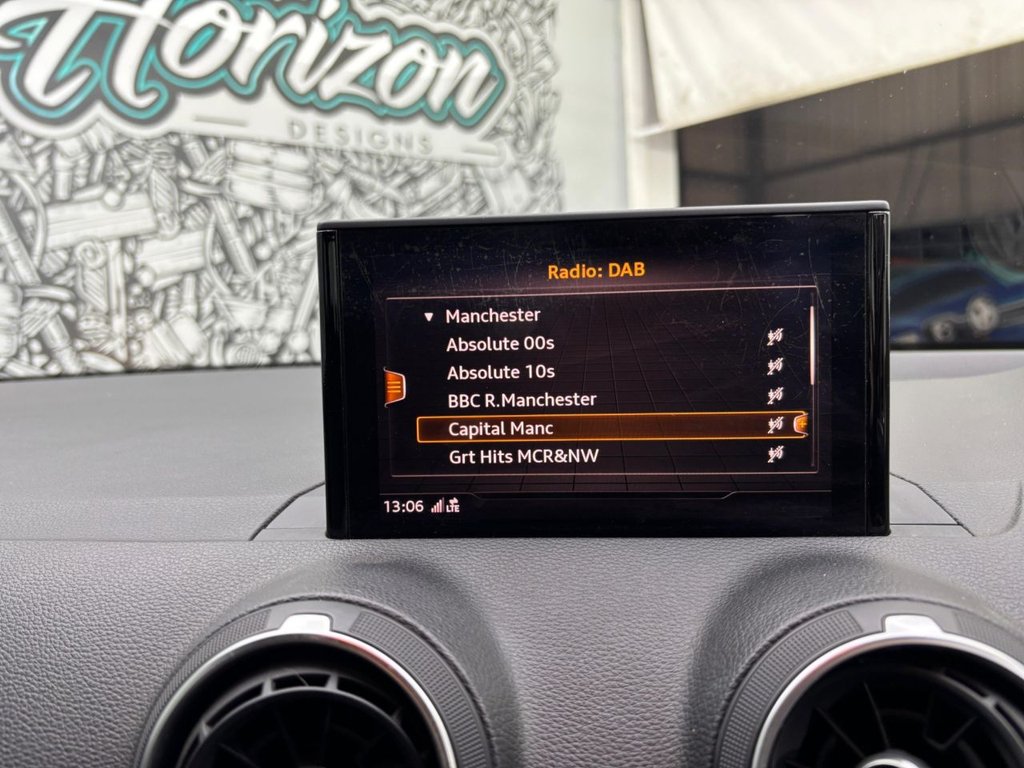 Horizon
DESIGNS
Radio: DAB
Manchester
Absolute 00s
Absolute 10s
BBC R.Manchester
Capital Manc
Grt Hits MCR&NW
13:06 LTE